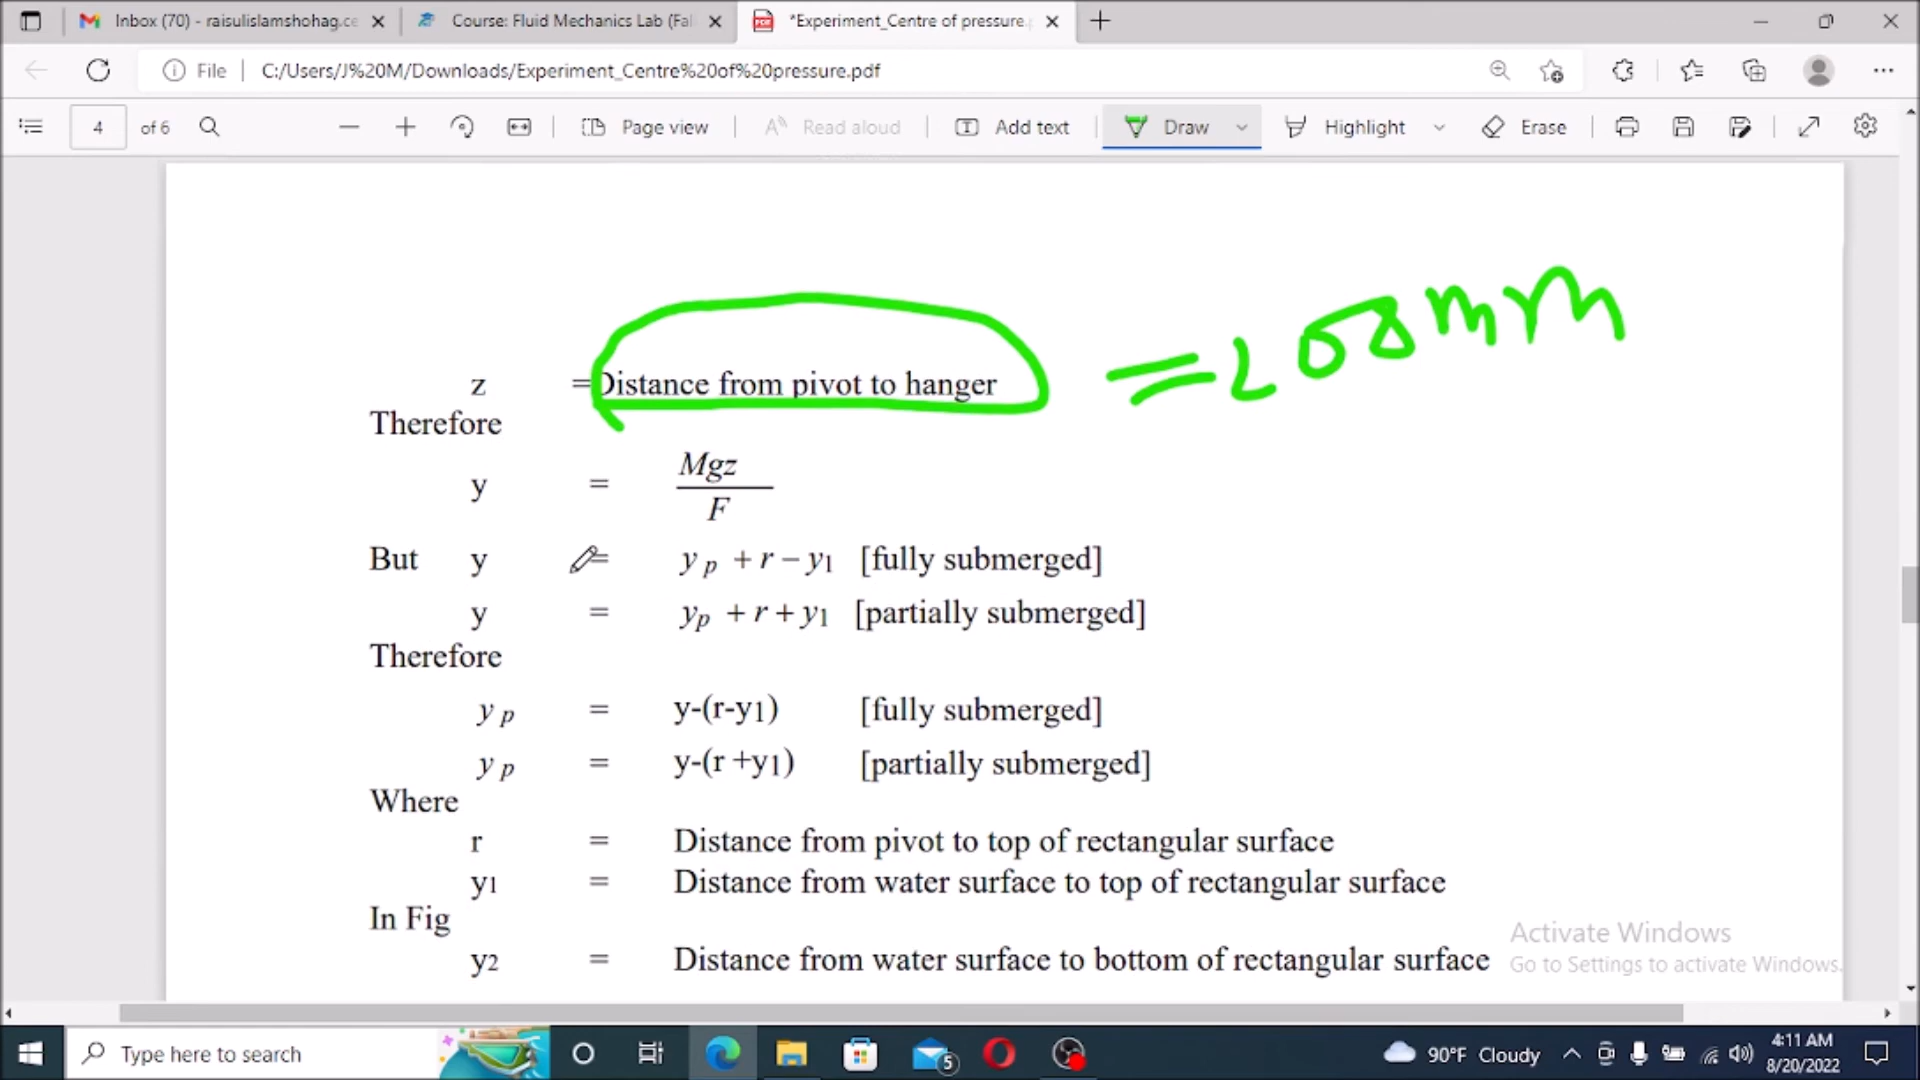 Inbox (70) - raisulislamshohag.ce
Course: Fluid Mechanics Lab (Fal
*Experiment_Centre of pressure.
File
C:/Users/J%20M/Downloads/Experiment_Centre%20of%20pressure.pdf
4 of 6
Page view
Read aloud
Add text
Draw
Highlight
Erase
= 208mm
z = Distance from pivot to hanger
Therefore
y = Mgz / F
But y = yp + r − y1 [fully submerged]
y = yp + r + y1 [partially submerged]
Therefore
yp = y-(r-y1) [fully submerged]
yp = y-(r +y1) [partially submerged]
Where
r = Distance from pivot to top of rectangular surface
y1 = Distance from water surface to top of rectangular surface
In Fig
y2 = Distance from water surface to bottom of rectangular surface
Activate Windows
Go to Settings to activate Windows.
Type here to search
5
90°F Cloudy
4:11 AM
8/20/2022